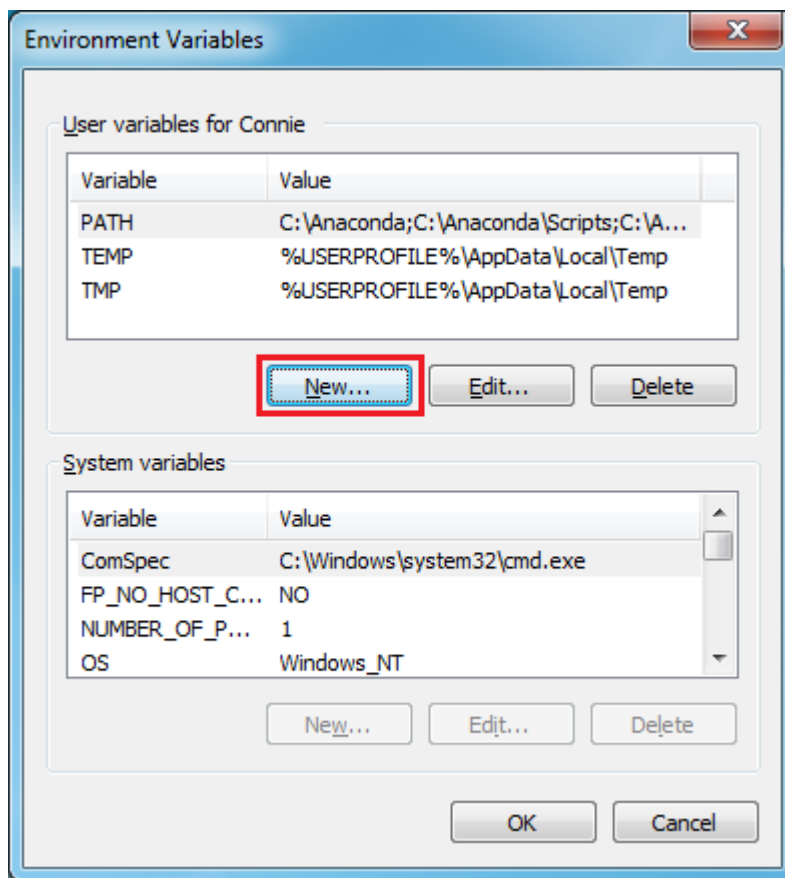 Environment Variables
User variables for Connie
Variable Value
PATH C:\Anaconda;C:\Anaconda\Scripts;C:\A...
TEMP %USERPROFILE%\AppData\Local\Temp
TMP %USERPROFILE%\AppData\Local\Temp
New... Edit... Delete
System variables
Variable Value
ComSpec C:\Windows\system32\cmd.exe
FP_NO_HOST_C... NO
NUMBER_OF_P... 1
OS Windows_NT
New... Edit... Delete
OK Cancel